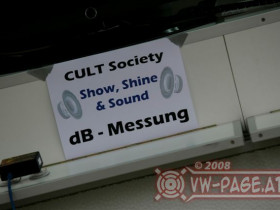 CULT Society
Show, Shine
& Sound
dB - Messung
© 2008
VW-PAGE.AT